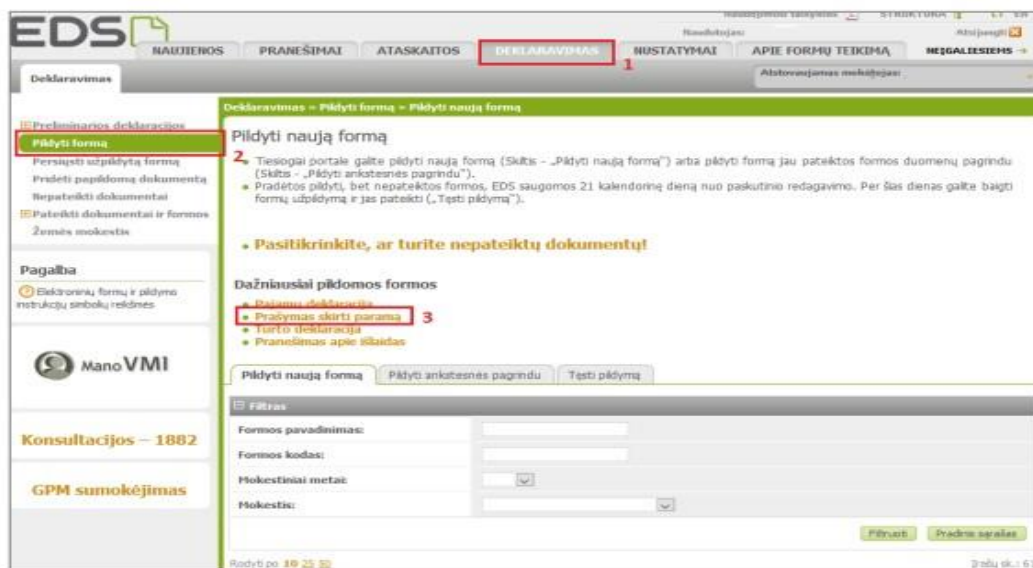 STRUKTŪRA
EDS
Naudotojas:
Atsijungti
NAUJIENOS PRANEŠIMAI ATASKAITOS DEKLARAVIMAS NUSTATYMAI APIE FORMŲ TEIKIMĄ NEĮGALIESIEMS
1
Deklaravimas
Atstovaujamas mokėtojas:
Preliminarios deklaracijos
Pildyti formą
2
Persiųsti užpildytą formą
Pridėti papildomą dokumentą
Nepateikti dokumentai
Pateikti dokumentai ir formos
Žemės mokestis
Pagalba
Elektroninių formų ir pildymo
instrukcijų simbolių reikšmės
Mano VMI
Konsultacijos – 1882
GPM sumokėjimas
Deklaravimas » Pildyti formą » Pildyti naują formą
Pildyti naują formą
Tiesiogiai portale galite pildyti naują formą (Skiltis - „Pildyti naują formą") arba pildyti formą jau pateiktos formos duomenų pagrindu
(Skiltis - „Pildyti ankstesnės pagrindu").
Pradėtos pildyti, bet nepateiktos formos, EDS saugomos 21 kalendorinę dieną nuo paskutinio redagavimo. Per šias dienas galite baigti
formų užpildymą ir jas pateikti („Tęsti pildymą").
Pasitikrinkite, ar turite nepateiktų dokumentų!
Dažniausiai pildomos formos
Pajamų deklaracija
Prašymas skirti paramą 3
Turto deklaracija
Pranešimas apie išlaidas
Pildyti naują formą Pildyti ankstesnės pagrindu Tęsti pildymą
Filtras
Formos pavadinimas:
Formos kodas:
Mokestiniai metai:
Mokestis:
Filtruoti Pradinis sąrašas
Rodyti po 10 25 50